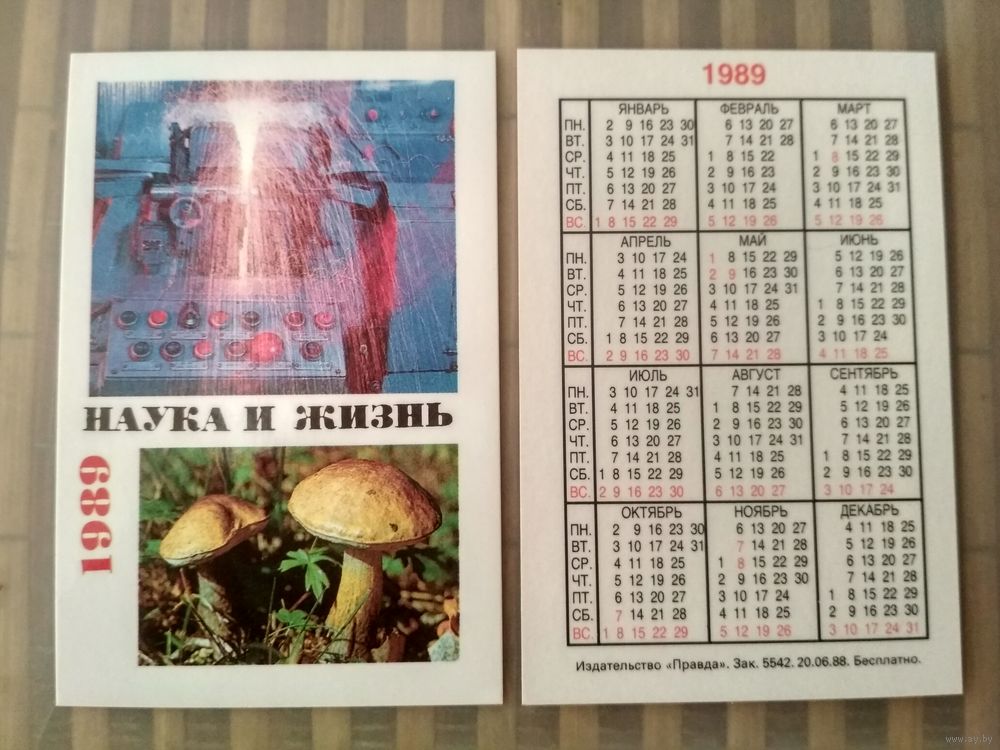 НАУКА И ЖИЗНЬ
1989
1989
ЯНВАРЬ ФЕВРАЛЬ МАРТ
ПН. 2 9 16 23 30 6 13 20 27 6 13 20 27
ВТ. 3 10 17 24 31 7 14 21 28 7 14 21 28
СР. 4 11 18 25 1 8 15 22 1 8 15 22 29
ЧТ. 5 12 19 26 2 9 16 23 2 9 16 23 30
ПТ. 6 13 20 27 3 10 17 24 3 10 17 24 31
СБ. 7 14 21 28 4 11 18 25 4 11 18 25
ВС. 1 8 15 22 29 5 12 19 26 5 12 19 26
АПРЕЛЬ МАЙ ИЮНЬ
ПН. 3 10 17 24 1 8 15 22 29 5 12 19 26
ВТ. 4 11 18 25 2 9 16 23 30 6 13 20 27
СР. 5 12 19 26 3 10 17 24 31 7 14 21 28
ЧТ. 6 13 20 27 4 11 18 25 1 8 15 22 29
ПТ. 7 14 21 28 5 12 19 26 2 9 16 23 30
СБ. 1 8 15 22 29 6 13 20 27 3 10 17 24
ВС. 2 9 16 23 30 7 14 21 28 4 11 18 25
ИЮЛЬ АВГУСТ СЕНТЯБРЬ
ПН. 3 10 17 24 31 7 14 21 28 4 11 18 25
ВТ. 4 11 18 25 1 8 15 22 29 5 12 19 26
СР. 5 12 19 26 2 9 16 23 30 6 13 20 27
ЧТ. 6 13 20 27 3 10 17 24 31 7 14 21 28
ПТ. 7 14 21 28 4 11 18 25 1 8 15 22 29
СБ. 1 8 15 22 29 5 12 19 26 2 9 16 23 30
ВС. 2 9 16 23 30 6 13 20 27 3 10 17 24
ОКТЯБРЬ НОЯБРЬ ДЕКАБРЬ
ПН. 2 9 16 23 30 6 13 20 27 4 11 18 25
ВТ. 3 10 17 24 31 7 14 21 28 5 12 19 26
СР. 4 11 18 25 1 8 15 22 29 6 13 20 27
ЧТ. 5 12 19 26 2 9 16 23 30 7 14 21 28
ПТ. 6 13 20 27 3 10 17 24 1 8 15 22 29
СБ. 7 14 21 28 4 11 18 25 2 9 16 23 30
ВС. 1 8 15 22 29 5 12 19 26 3 10 17 24 31
Издательство «Правда». Зак. 5542. 20.06.88. Бесплатно.
www.ay.by